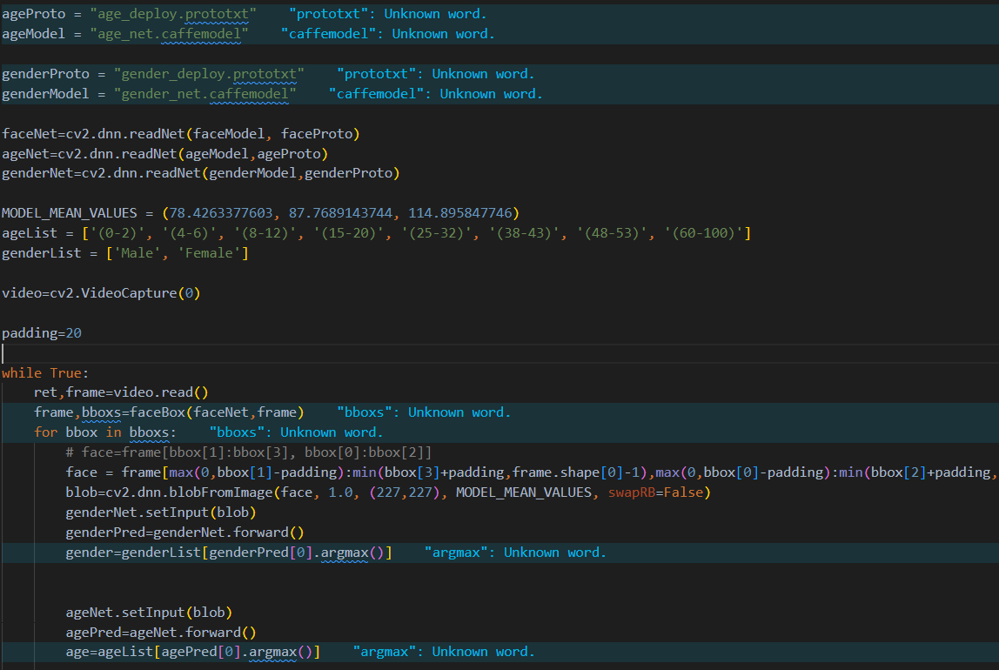 ageProto = "age_deploy.prototxt"    "prototxt": Unknown word.
ageModel = "age_net.caffemodel"    "caffemodel": Unknown word.
genderProto = "gender_deploy.prototxt"    "prototxt": Unknown word.
genderModel = "gender_net.caffemodel"    "caffemodel": Unknown word.
faceNet=cv2.dnn.readNet(faceModel, faceProto)
ageNet=cv2.dnn.readNet(ageModel,ageProto)
genderNet=cv2.dnn.readNet(genderModel,genderProto)
MODEL_MEAN_VALUES = (78.4263377603, 87.7689143744, 114.895847746)
ageList = ['(0-2)', '(4-6)', '(8-12)', '(15-20)', '(25-32)', '(38-43)', '(48-53)', '(60-100)']
genderList = ['Male', 'Female']
video=cv2.VideoCapture(0)
padding=20
while True:
    ret,frame=video.read()
    frame,bboxs=faceBox(faceNet,frame)    "bboxs": Unknown word.
    for bbox in bboxs:    "bboxs": Unknown word.
        # face=frame[bbox[1]:bbox[3], bbox[0]:bbox[2]]
        face = frame[max(0,bbox[1]-padding):min(bbox[3]+padding,frame.shape[0]-1),max(0,bbox[0]-padding):min(bbox[2]+padding,
        blob=cv2.dnn.blobFromImage(face, 1.0, (227,227), MODEL_MEAN_VALUES, swapRB=False)
        genderNet.setInput(blob)
        genderPred=genderNet.forward()
        gender=genderList[genderPred[0].argmax()]    "argmax": Unknown word.
        ageNet.setInput(blob)
        agePred=ageNet.forward()
        age=ageList[agePred[0].argmax()]    "argmax": Unknown word.